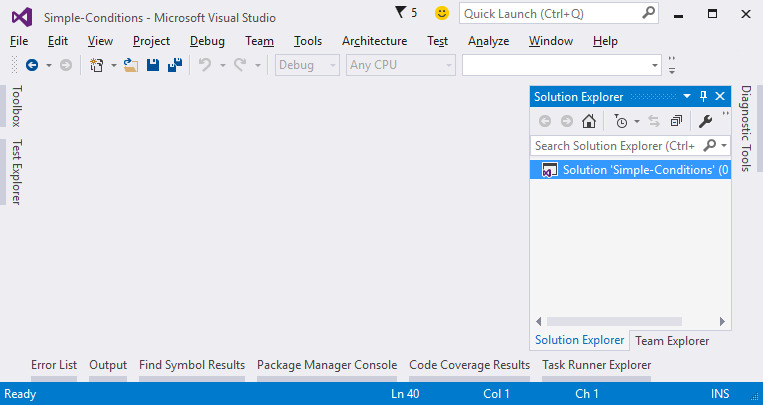 Simple-Conditions - Microsoft Visual Studio
5
Quick Launch (Ctrl+Q)
File Edit View Project Debug Team Tools Architecture Test Analyze Window Help
Debug
Any CPU
Toolbox
Test Explorer
Solution Explorer
Search Solution Explorer (Ctrl+
Solution 'Simple-Conditions' (0
Solution Explorer Team Explorer
Diagnostic Tools
Error List Output Find Symbol Results Package Manager Console Code Coverage Results Task Runner Explorer
Ready Ln 40 Col 1 Ch 1 INS